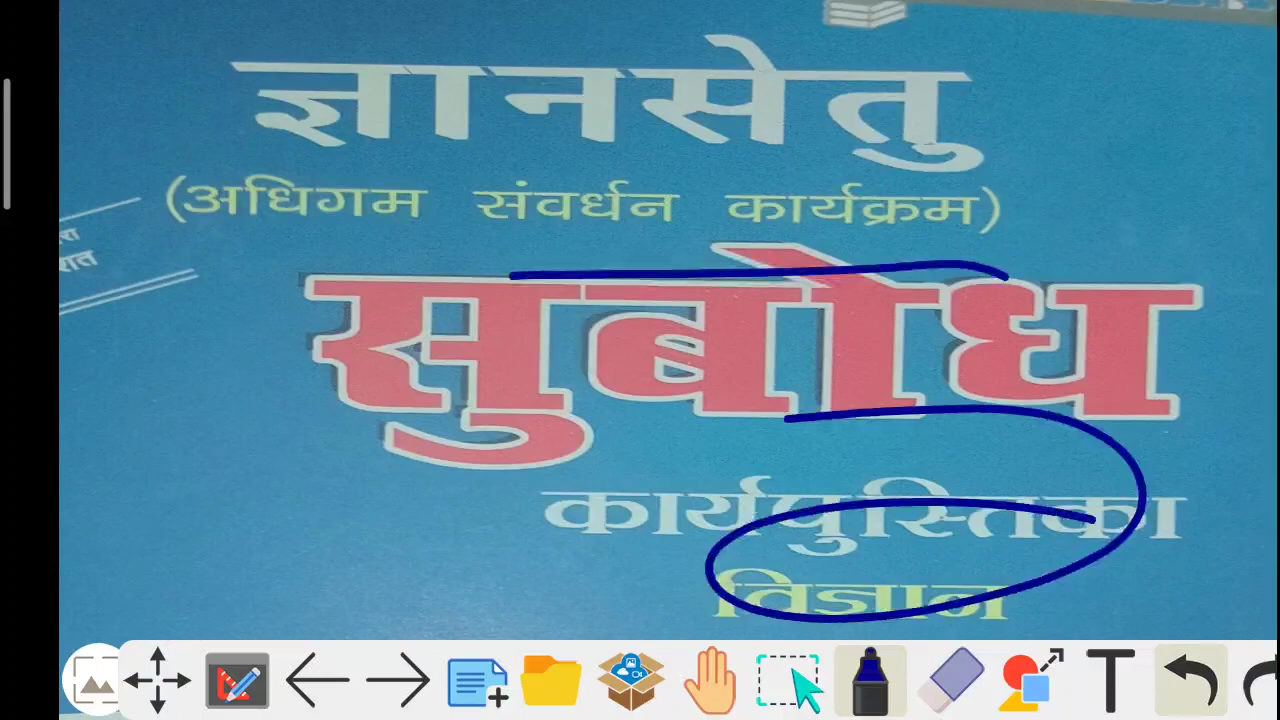 ज्ञानसेतु
(अधिगम संवर्धन कार्यक्रम)
सुबोध
कार्यपुस्तिका
विज्ञान
T